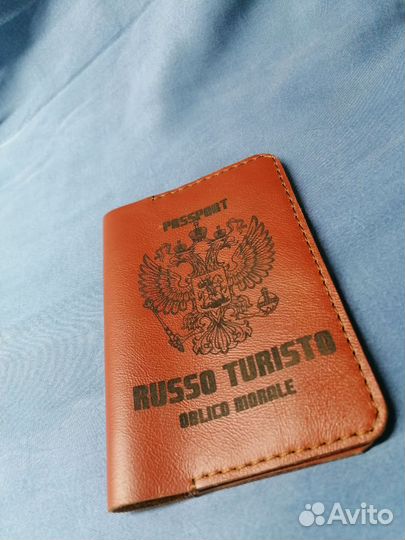 PASSPORT
RUSSO TURISTO
OBLICO MORALE
Avito